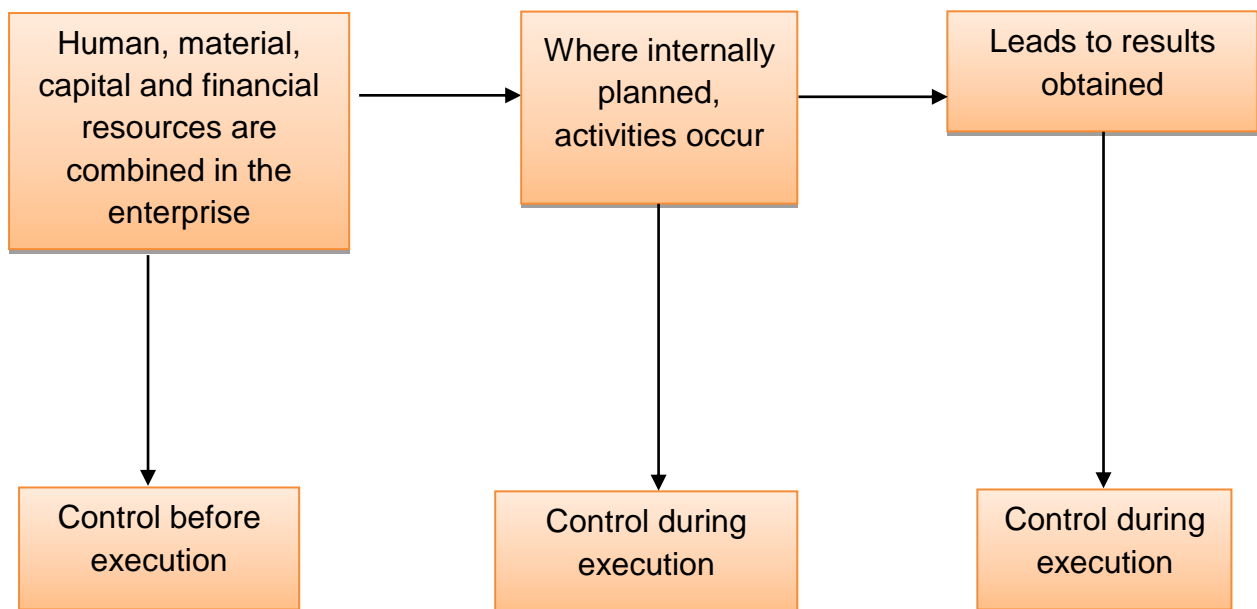 Human, material,
capital and financial
resources are
combined in the
enterprise
Where internally
planned,
activities occur
Leads to results
obtained
Control before
execution
Control during
execution
Control during
execution